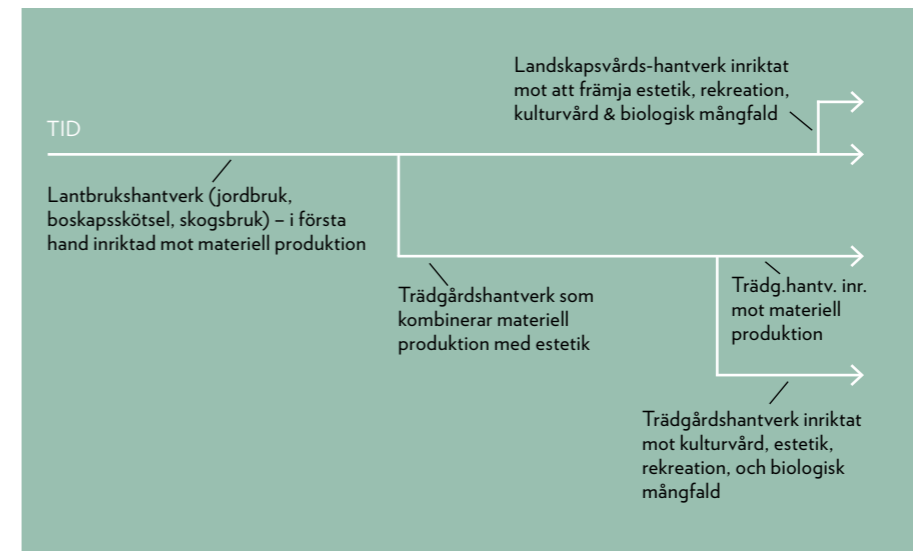 Landskapsvårds-hantverk inriktat
mot att främja estetik, rekreation,
kulturvård & biologisk mångfald
TID
Lantbrukshantverk (jordbruk,
boskapsskötsel, skogsbruk) – i första
hand inriktad mot materiell produktion
Trädgårdshantverk som
kombinerar materiell
produktion med estetik
Trädg.hantv. inr.
mot materiell
produktion
Trädgårdshantverk inriktat
mot kulturvård, estetik,
rekreation, och biologisk
mångfald